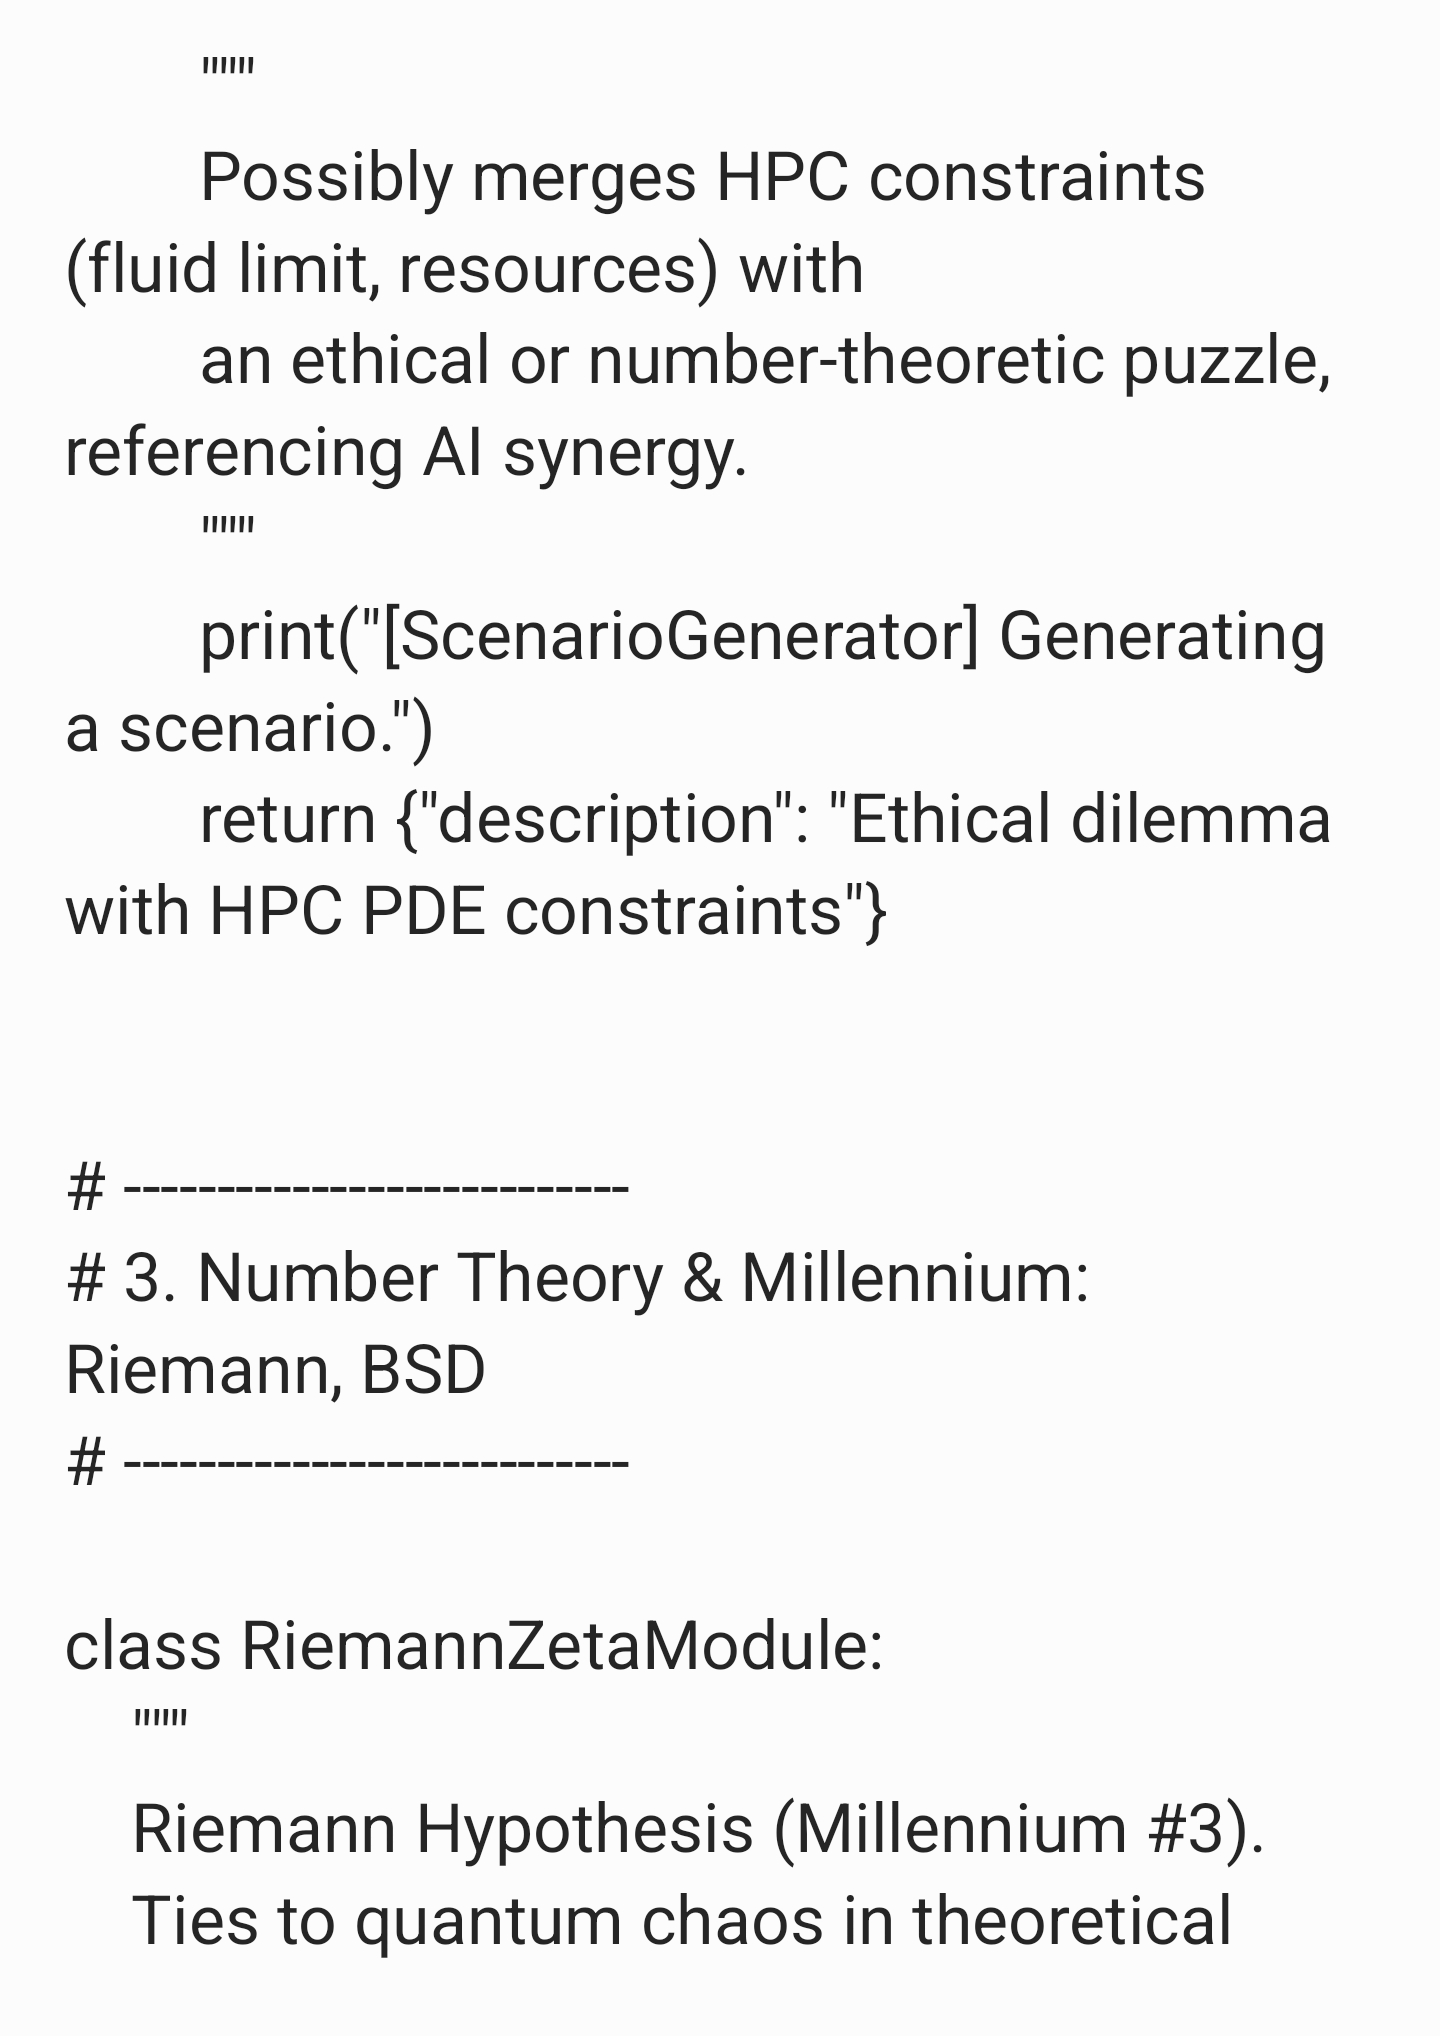 """
Possibly merges HPC constraints
(fluid limit, resources) with
an ethical or number-theoretic puzzle,
referencing AI synergy.
"""
print("[ScenarioGenerator] Generating
a scenario.")
return {"description": "Ethical dilemma
with HPC PDE constraints"}
# ---------------------------
# 3. Number Theory & Millennium:
Riemann, BSD
# ---------------------------
class RiemannZetaModule:
"""
Riemann Hypothesis (Millennium #3).
Ties to quantum chaos in theoretical